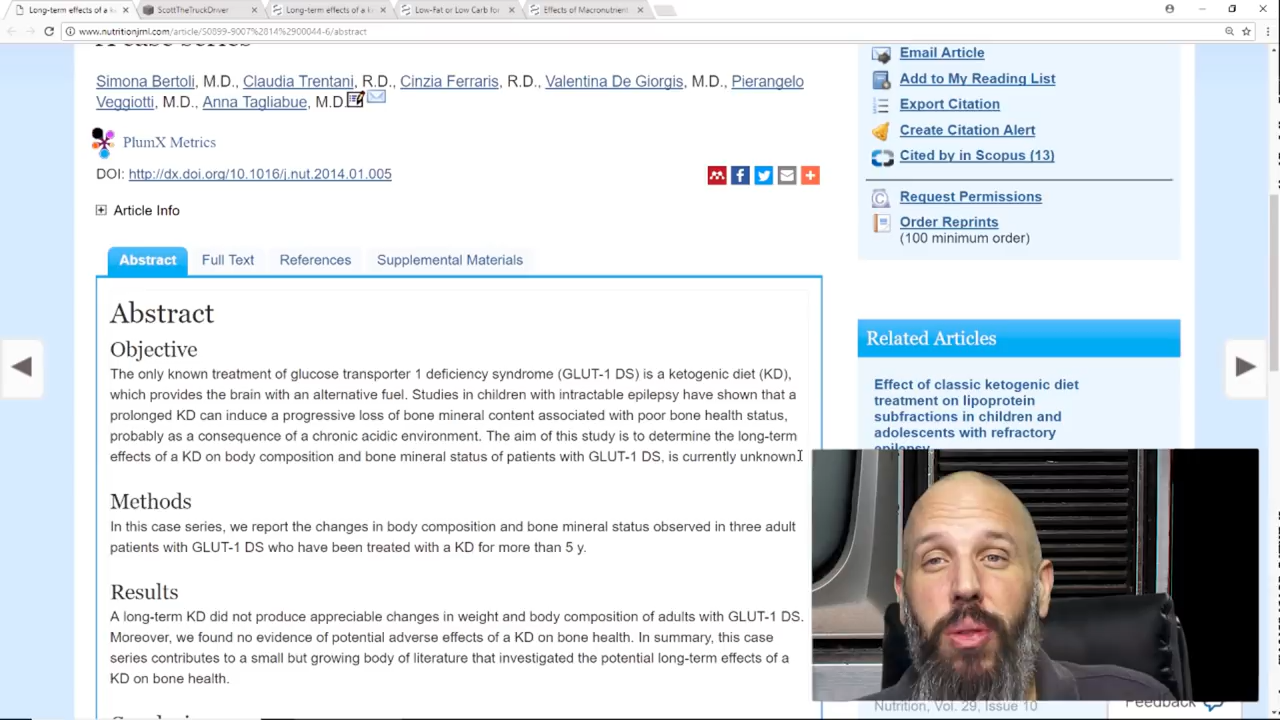 Long-term effects of a k
ScottTheTruckDriver
Long-term effects of a k
Low-Fat or Low Carb for
Effects of Macronutrient
www.nutritionjrnl.com/article/S0899-9007%2814%2900044-6/abstract
A case series
Simona Bertoli, M.D., Claudia Trentani, R.D., Cinzia Ferraris, R.D., Valentina De Giorgis, M.D., Pierangelo
Veggiotti, M.D., Anna Tagliabue, M.D.
PlumX Metrics
DOI: http://dx.doi.org/10.1016/j.nut.2014.01.005
Article Info
Abstract
Full Text
References
Supplemental Materials
Abstract
Objective
The only known treatment of glucose transporter 1 deficiency syndrome (GLUT-1 DS) is a ketogenic diet (KD),
which provides the brain with an alternative fuel. Studies in children with intractable epilepsy have shown that a
prolonged KD can induce a progressive loss of bone mineral content associated with poor bone health status,
probably as a consequence of a chronic acidic environment. The aim of this study is to determine the long-term
effects of a KD on body composition and bone mineral status of patients with GLUT-1 DS, is currently unknown.
Methods
In this case series, we report the changes in body composition and bone mineral status observed in three adult
patients with GLUT-1 DS who have been treated with a KD for more than 5 y.
Results
A long-term KD did not produce appreciable changes in weight and body composition of adults with GLUT-1 DS.
Moreover, we found no evidence of potential adverse effects of a KD on bone health. In summary, this case
series contributes to a small but growing body of literature that investigated the potential long-term effects of a
KD on bone health.
Email Article
Add to My Reading List
Export Citation
Create Citation Alert
Cited by in Scopus (13)
Request Permissions
Order Reprints
(100 minimum order)
Related Articles
Effect of classic ketogenic diet
on lipoprotein
subfractions in children and
adolescents with refractory
epilepsy
Nutrition, Vol. 29, Issue 10
Feedback